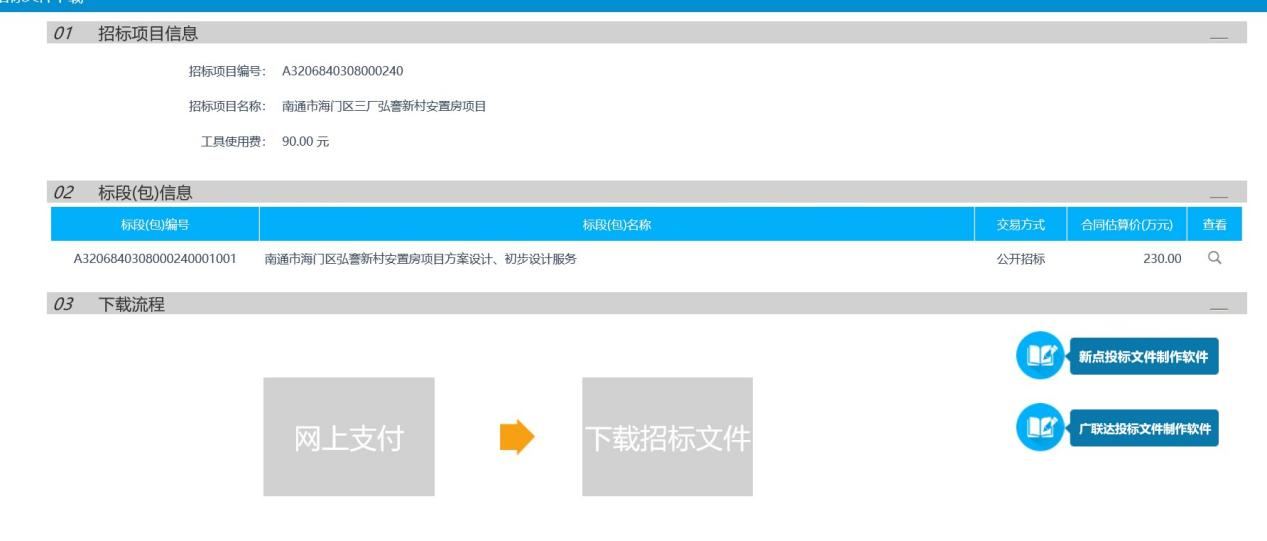 01 招标项目信息
招标项目编号： A3206840308000240
招标项目名称： 南通市海门区三厂弘謇新村安置房项目
工具使用费： 90.00 元
02 标段(包)信息
标段(包)编号 标段(包)名称 交易方式 合同估算价(万元) 查看
A3206840308000240001001 南通市海门区弘謇新村安置房项目方案设计、初步设计服务 公开招标 230.00
03 下载流程
新点投标文件制作软件
网上支付 下载招标文件
广联达投标文件制作软件